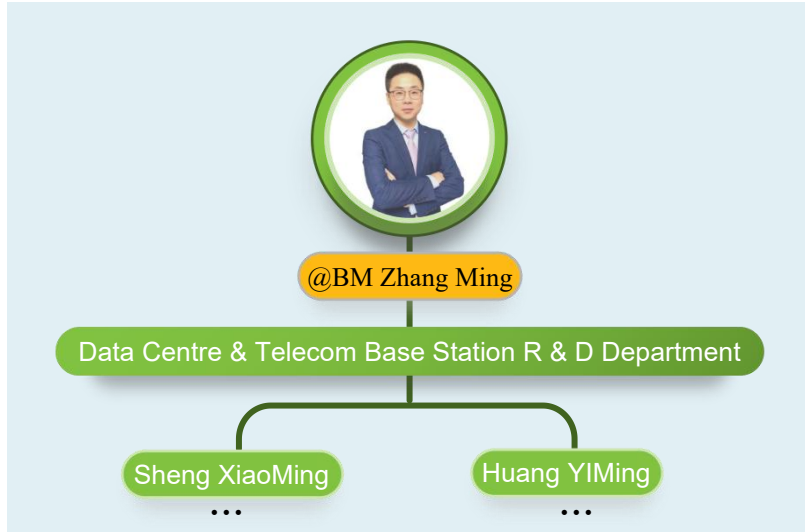 @BM Zhang Ming
Data Centre & Telecom Base Station R & D Department
Sheng XiaoMing
Huang YIMing
... ...